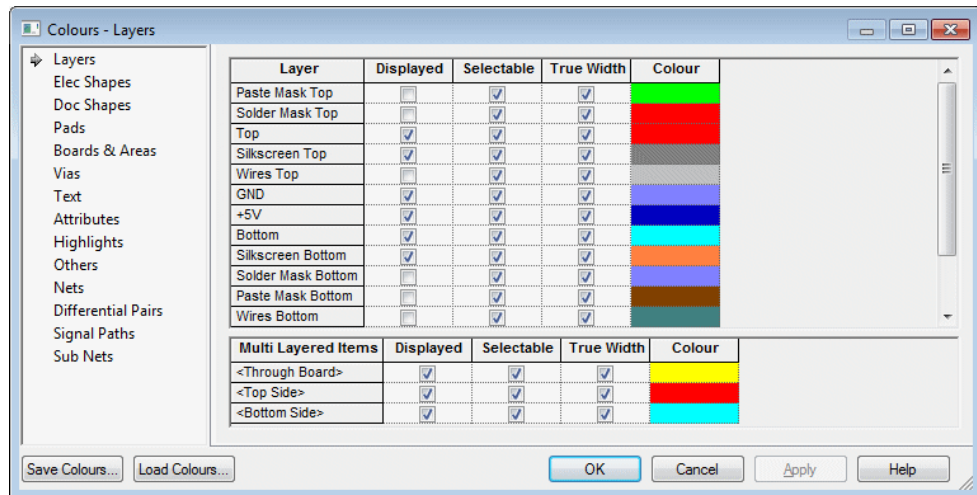 Colours - Layers
Layers
Elec Shapes
Doc Shapes
Pads
Boards & Areas
Vias
Text
Attributes
Highlights
Others
Nets
Differential Pairs
Signal Paths
Sub Nets
Layer Displayed Selectable True Width Colour
Paste Mask Top
Solder Mask Top
Top
Silkscreen Top
Wires Top
GND
+5V
Bottom
Silkscreen Bottom
Solder Mask Bottom
Paste Mask Bottom
Wires Bottom
Multi Layered Items Displayed Selectable True Width Colour
<Through Board>
<Top Side>
<Bottom Side>
Save Colours... Load Colours... OK Cancel Apply Help